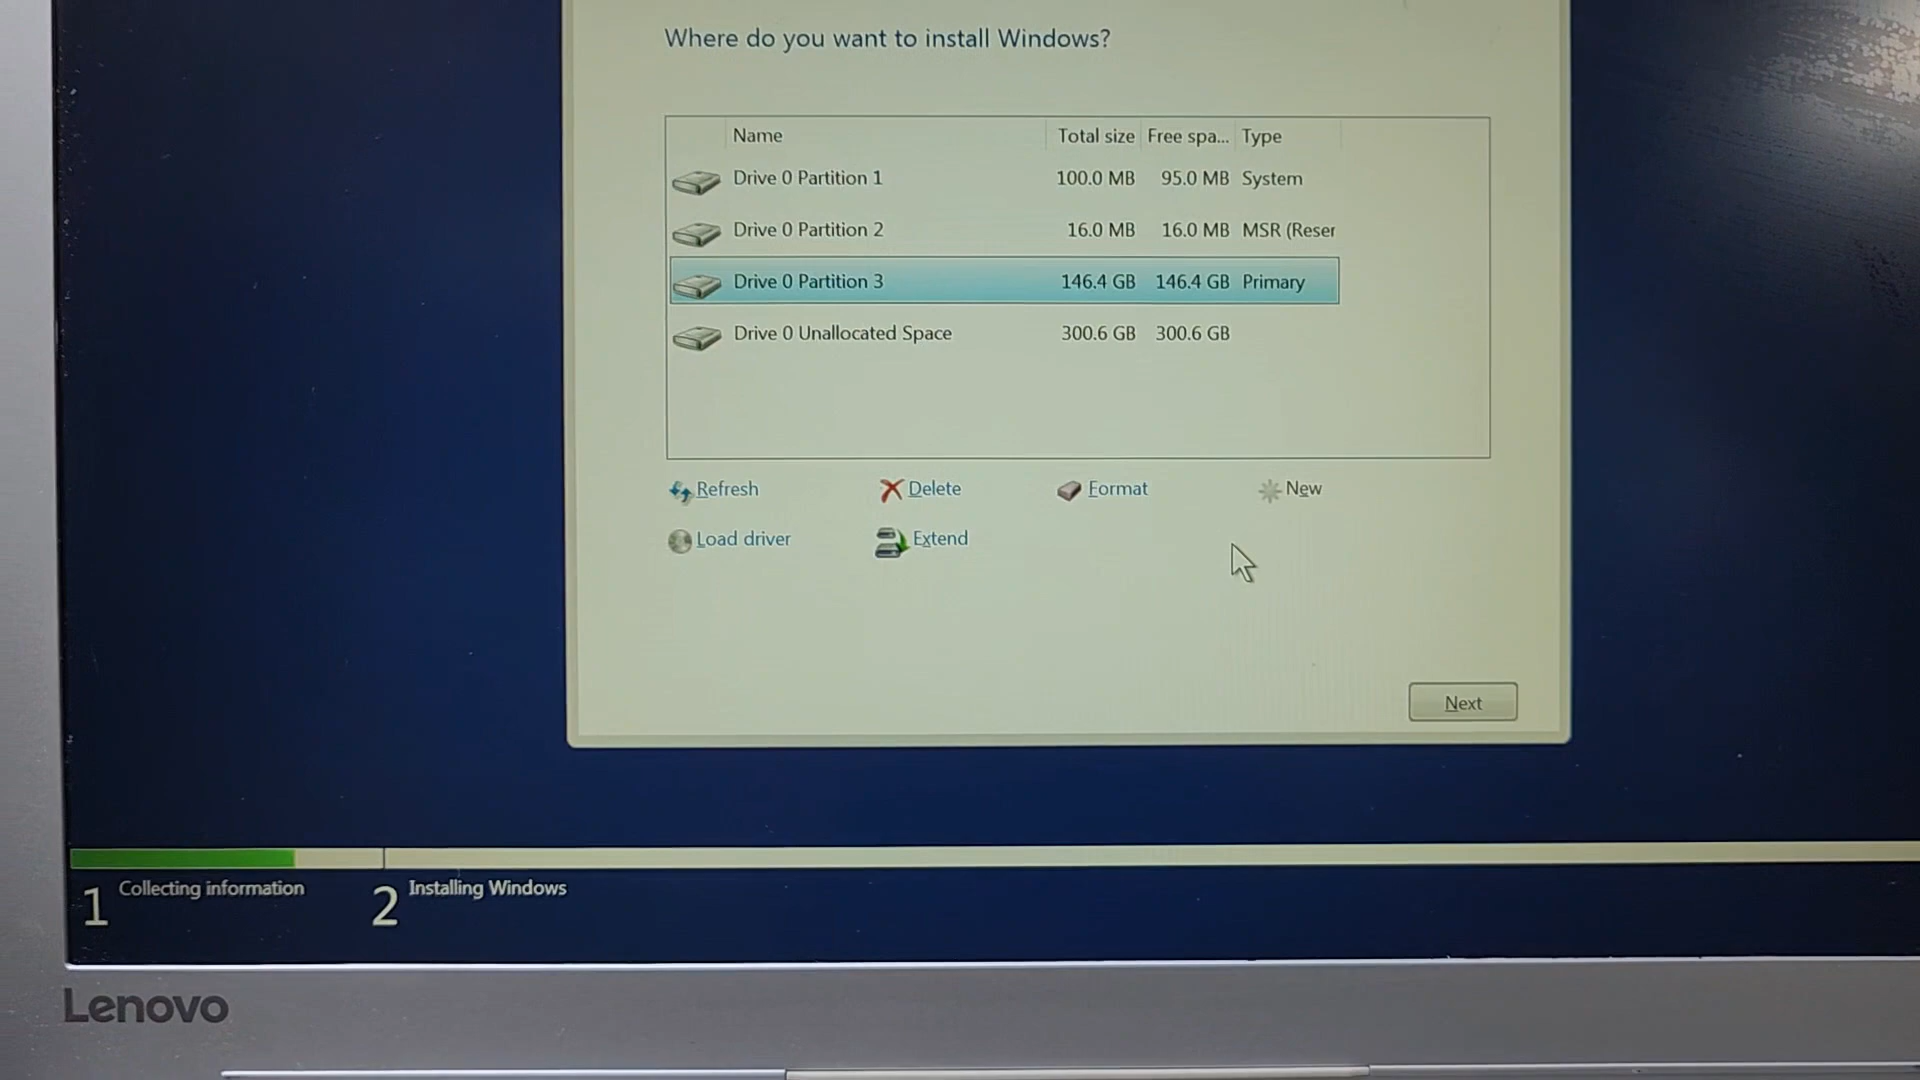 Where do you want to install Windows?
Name Total size Free spa... Type
Drive 0 Partition 1 100.0 MB 95.0 MB System
Drive 0 Partition 2 16.0 MB 16.0 MB MSR (Reser
Drive 0 Partition 3 146.4 GB 146.4 GB Primary
Drive 0 Unallocated Space 300.6 GB 300.6 GB
Refresh Delete Format New
Load driver Extend
Next
1 Collecting information 2 Installing Windows
Lenovo